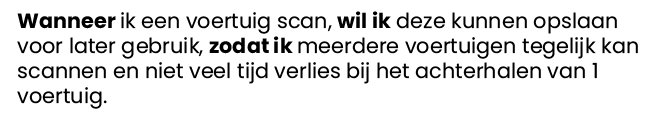 Wanneer ik een voertuig scan, wil ik deze kunnen opslaan
voor later gebruik, zodat ik meerdere voertuigen tegelijk kan
scannen en niet veel tijd verlies bij het achterhalen van 1
voertuig.